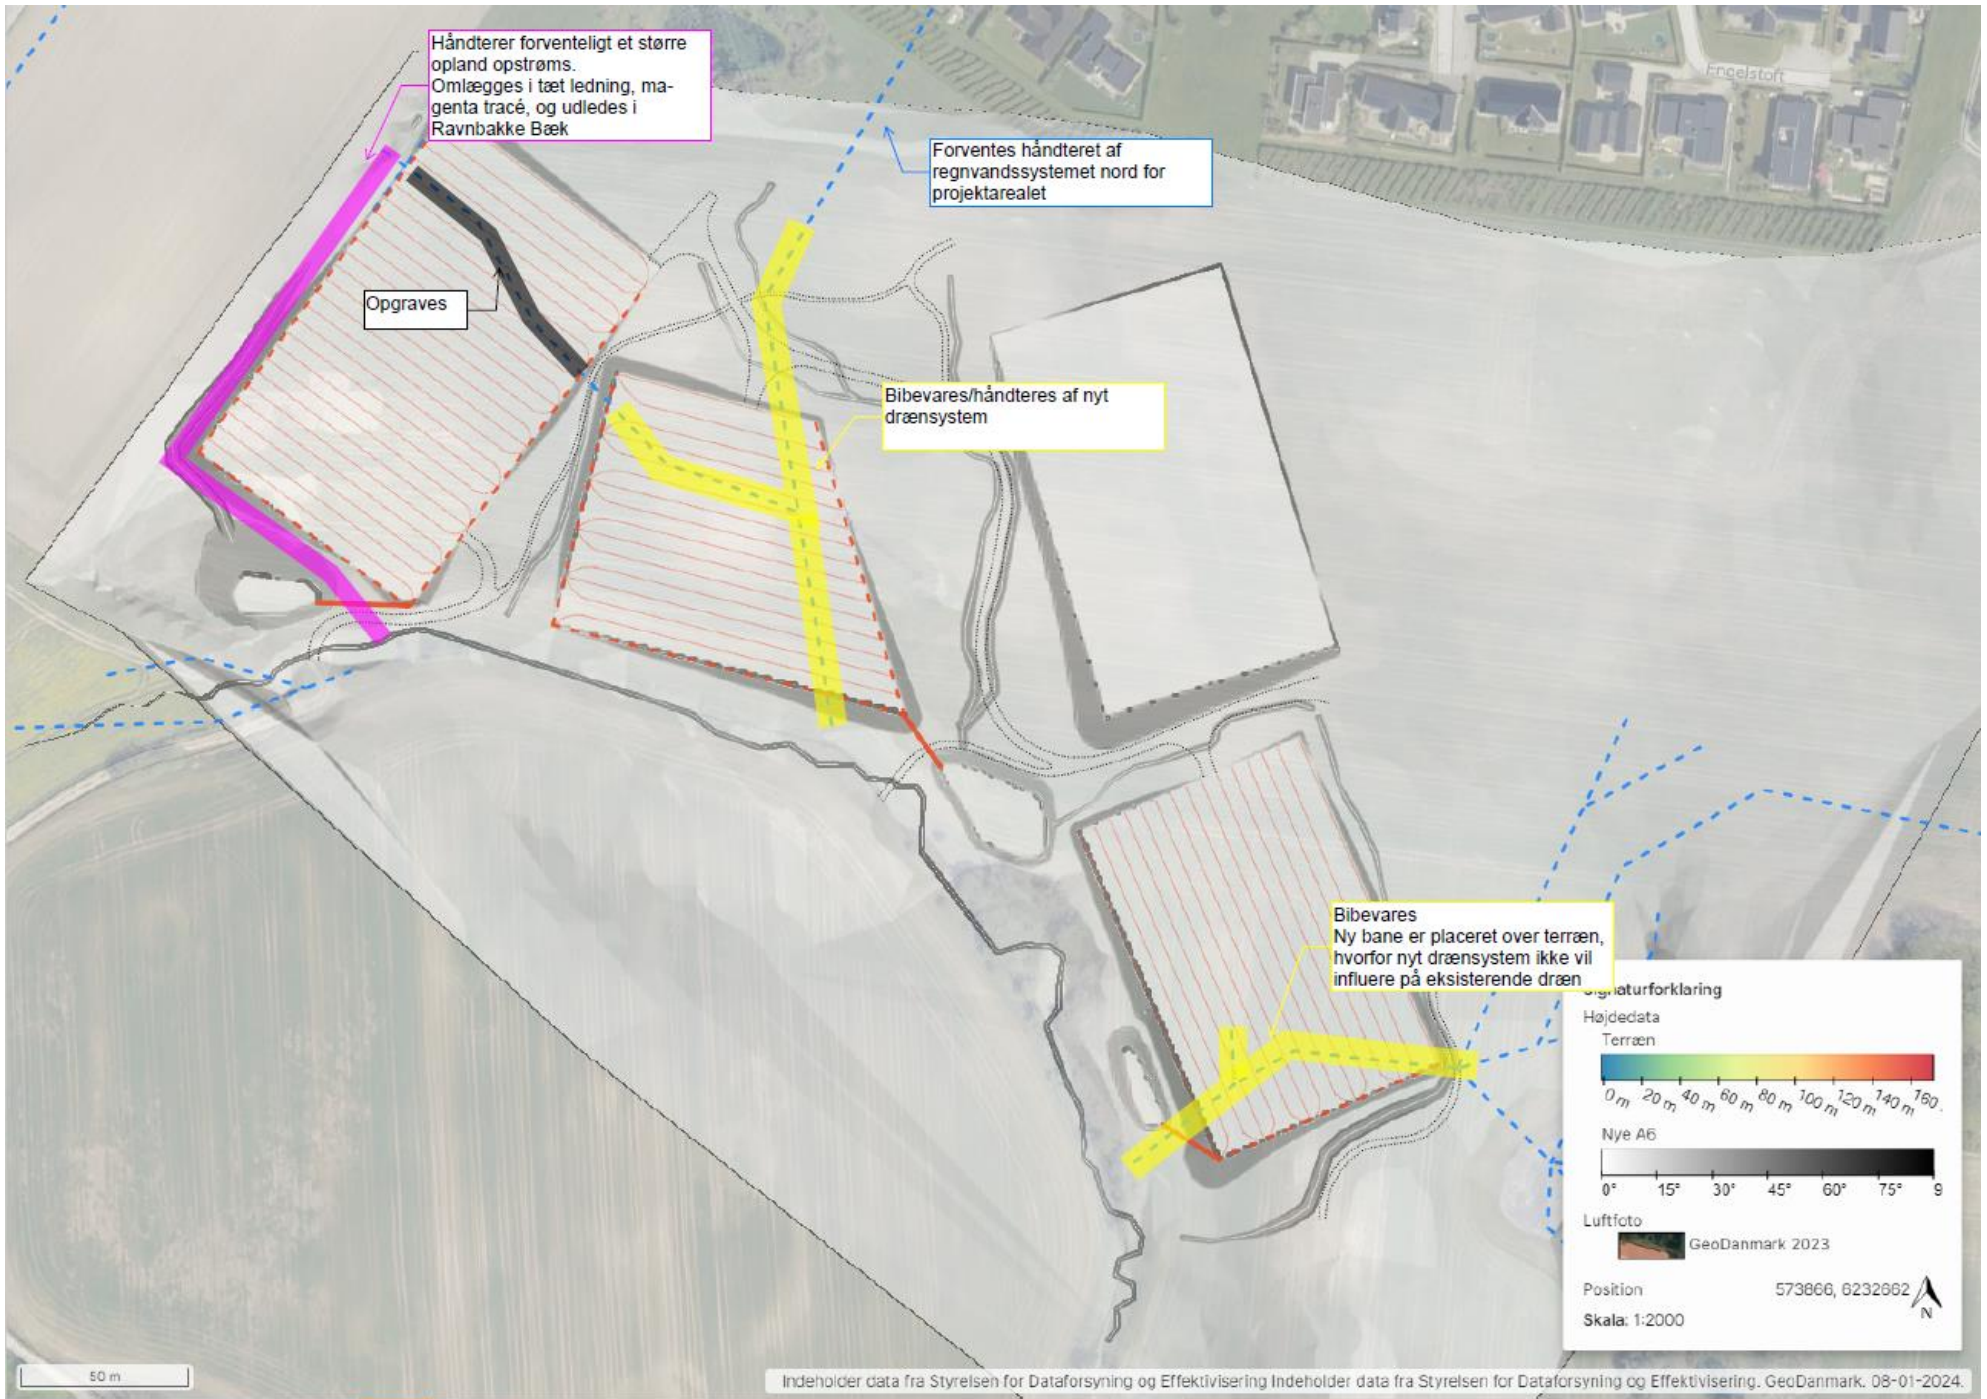 Håndterer forventeligt et større
opland opstrøms.
Omlægges i tæt ledning, ma-
genta tracé, og udledes i
Ravnbakke Bæk
Engelstoft
Forventes håndteret af
regnvandssystemet nord for
projektarealet
Opgraves
Bibevares/håndteres af nyt
drænsystem
Bibevares
Ny bane er placeret over terræn,
hvorfor nyt drænsystem ikke vil
influere på eksisterende dræn
Signaturforklaring
Højdedata
Terræn
0 m 20 m 40 m 60 m 80 m 100 m 120 m 140 m 160
Nye A6
0° 15° 30° 45° 60° 75° 9
Luftfoto
GeoDanmark 2023
Position 573866, 6232662
N
Skala: 1:2000
50 m
Indeholder data fra Styrelsen for Dataforsyning og Effektivisering Indeholder data fra Styrelsen for Dataforsyning og Effektivisering. GeoDanmark. 08-01-2024.